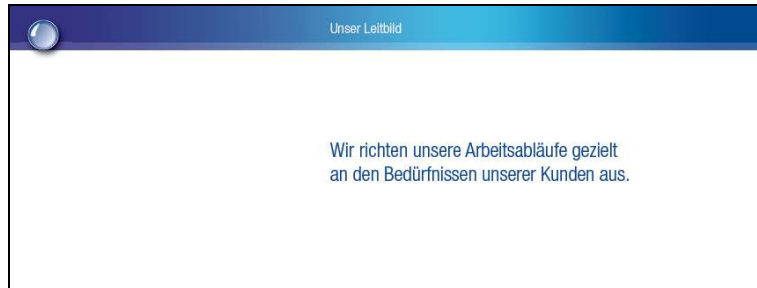 Unser Leitbild
Wir richten unsere Arbeitsabläufe gezielt
an den Bedürfnissen unserer Kunden aus.